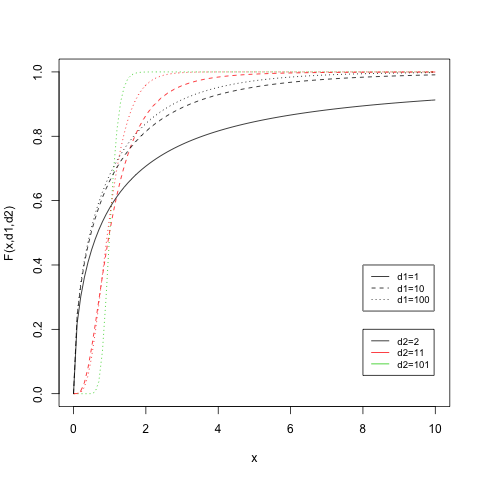 F(x,d1,d2)
1.0
0.8
0.6
0.4
0.2
0.0
d1=1
d1=10
d1=100
d2=2
d2=11
d2=101
0 2 4 6 8 10
x